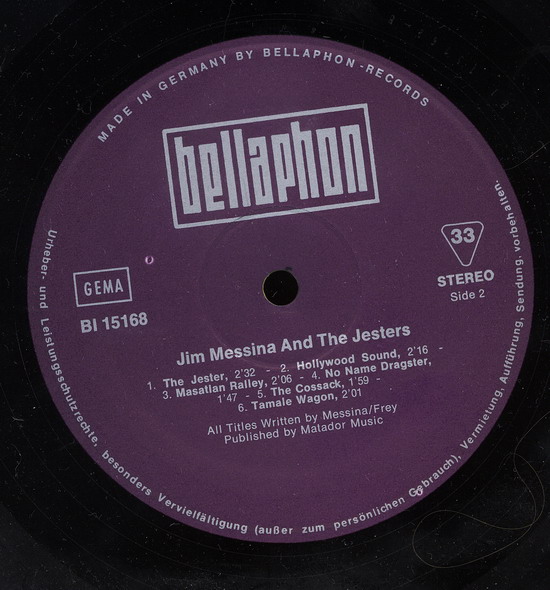 MADE IN GERMANY BY BELLAPHON-RECORDS
bellaphon
33
STEREO
Side 2
GEMA
BI 15168
Jim Messina And The Jesters
1. The Jester, 2'32 - 2. Hollywood Sound, 2'16 -
3. Masatlan Ralley, 2'06 - 4. No Name Dragster,
1'47 - 5. The Cossack, 1'59 -
6. Tamale Wagon, 2'01
All Titles Written by Messina/Frey
Published by Matador Music
Urheber- und Leistungsschutzrechte, besonders Vervielfältigung (außer zum persönlichen Gebrauch), Vermietung, Aufführung, Sendung, vorbehalten.